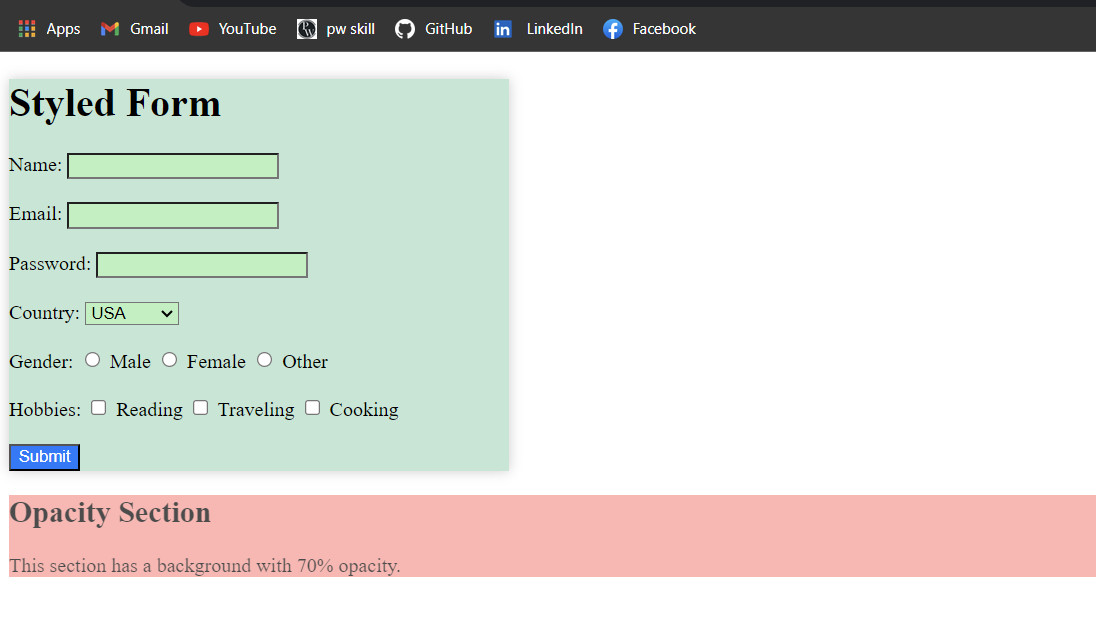 Apps Gmail YouTube pw skill GitHub LinkedIn Facebook
Styled Form
Name:
Email:
Password:
Country: USA
Gender: Male Female Other
Hobbies: Reading Traveling Cooking
Submit
Opacity Section
This section has a background with 70% opacity.